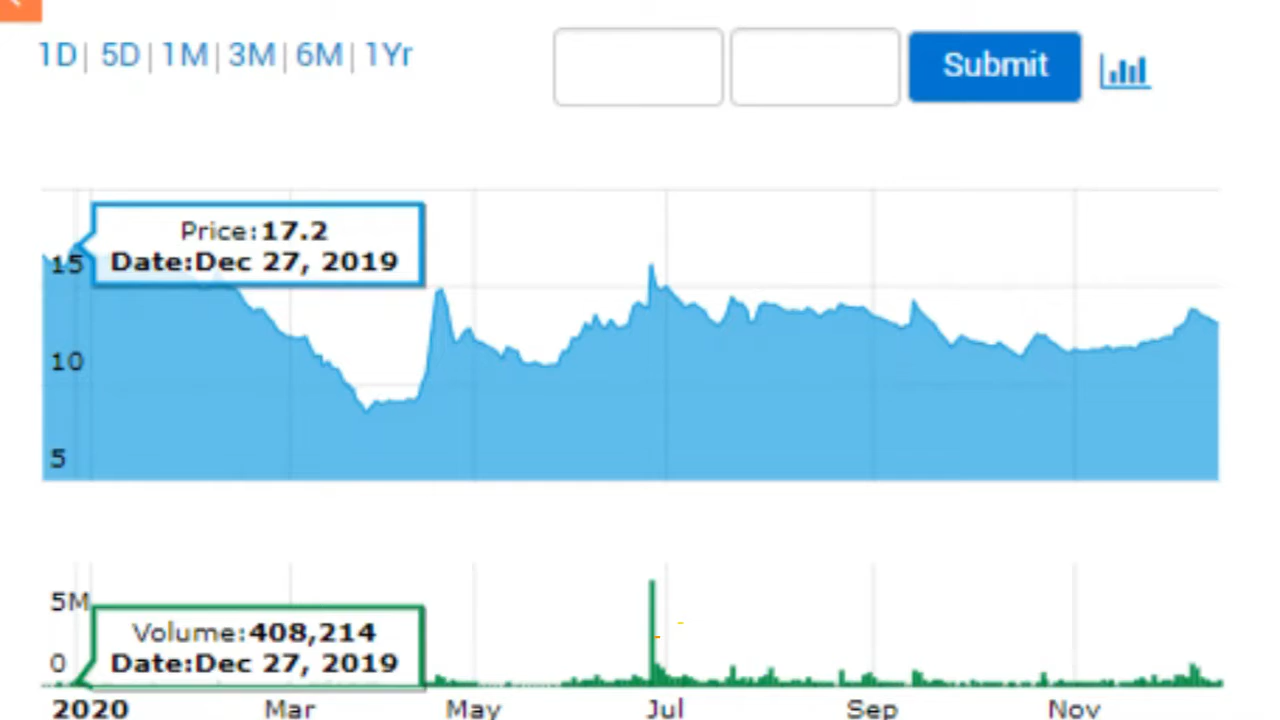 1D| 5D | 1M | 3M | 6M | 1Yr
Submit
Price:17.2
Date:Dec 27, 2019
15
10
5
5M
Volume:408,214
Date:Dec 27, 2019
0
2020 Mar May Jul Sep Nov